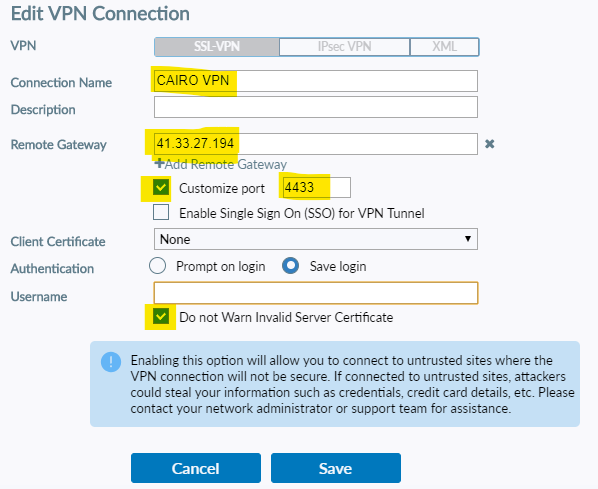 Edit VPN Connection
VPN SSL-VPN IPsec VPN XML
Connection Name CAIRO VPN
Description
Remote Gateway 41.33.27.194
+Add Remote Gateway
Customize port 4433
Enable Single Sign On (SSO) for VPN Tunnel
Client Certificate None
Authentication Prompt on login Save login
Username
Do not Warn Invalid Server Certificate
Enabling this option will allow you to connect to untrusted sites where the
VPN connection will not be secure. If connected to untrusted sites, attackers
could steal your information such as credentials, credit card details, etc. Please
contact your network administrator or support team for assistance.
Cancel Save